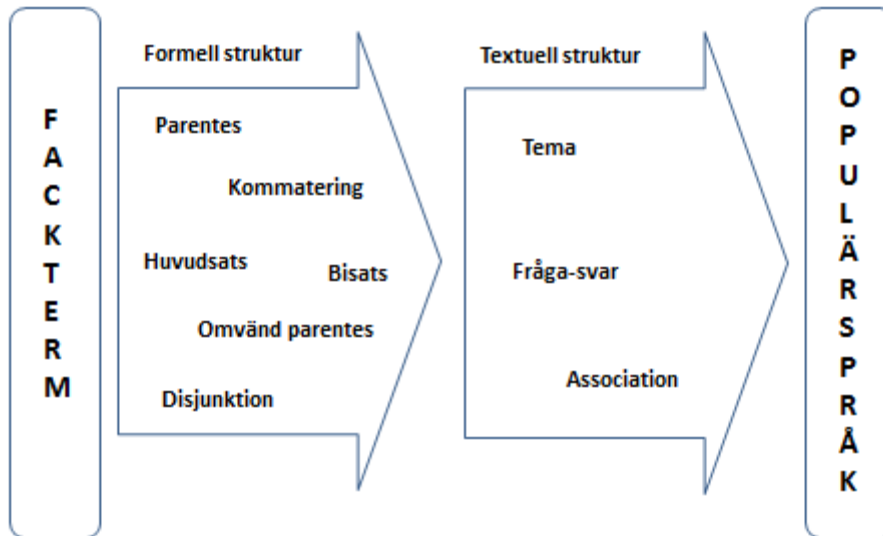 FACKTERM
Formell struktur
Parentes
Kommatering
Huvudsats
Bisats
Omvänd parentes
Disjunktion
Textuell struktur
Tema
Fråga-svar
Association
POPULÄRSPRÅK